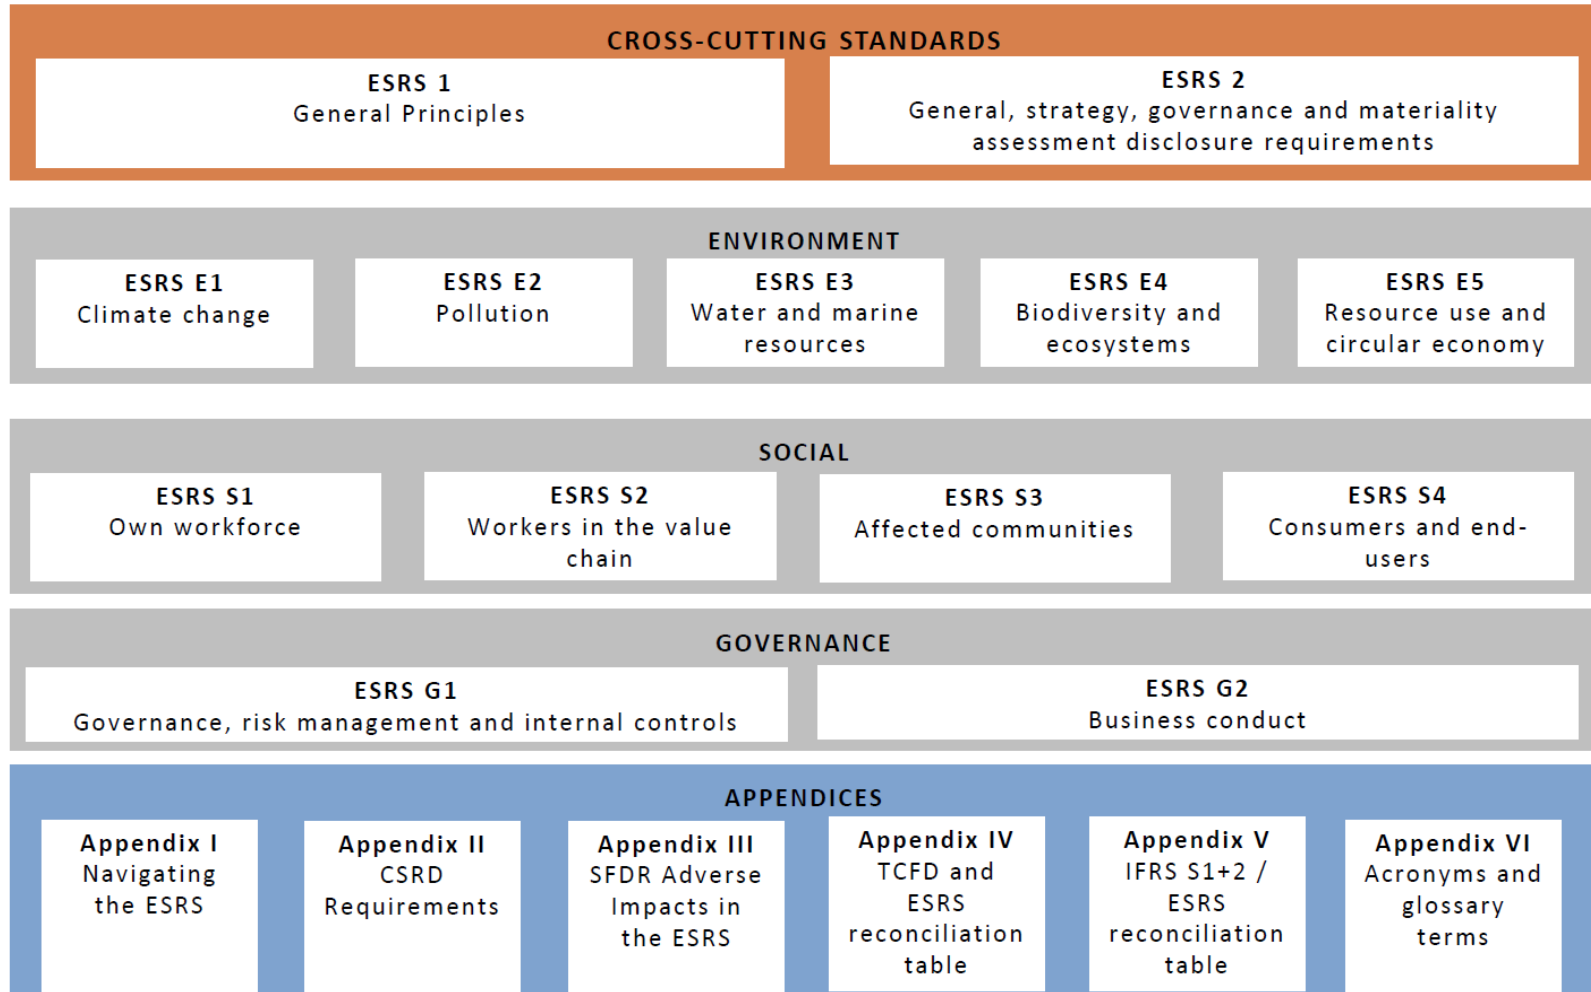 CROSS-CUTTING STANDARDS
ESRS 1
General Principles
ESRS 2
General, strategy, governance and materiality
assessment disclosure requirements
ENVIRONMENT
ESRS E1
Climate change
ESRS E2
Pollution
ESRS E3
Water and marine
resources
ESRS E4
Biodiversity and
ecosystems
ESRS E5
Resource use and
circular economy
SOCIAL
ESRS S1
Own workforce
ESRS S2
Workers in the value
chain
ESRS S3
Affected communities
ESRS S4
Consumers and end-
users
GOVERNANCE
ESRS G1
Governance, risk management and internal controls
ESRS G2
Business conduct
APPENDICES
Appendix I
Navigating
the ESRS
Appendix II
CSRD
Requirements
Appendix III
SFDR Adverse
Impacts in
the ESRS
Appendix IV
TCFD and
ESRS
reconciliation
table
Appendix V
IFRS S1+2 /
ESRS
reconciliation
table
Appendix VI
Acronyms and
glossary
terms